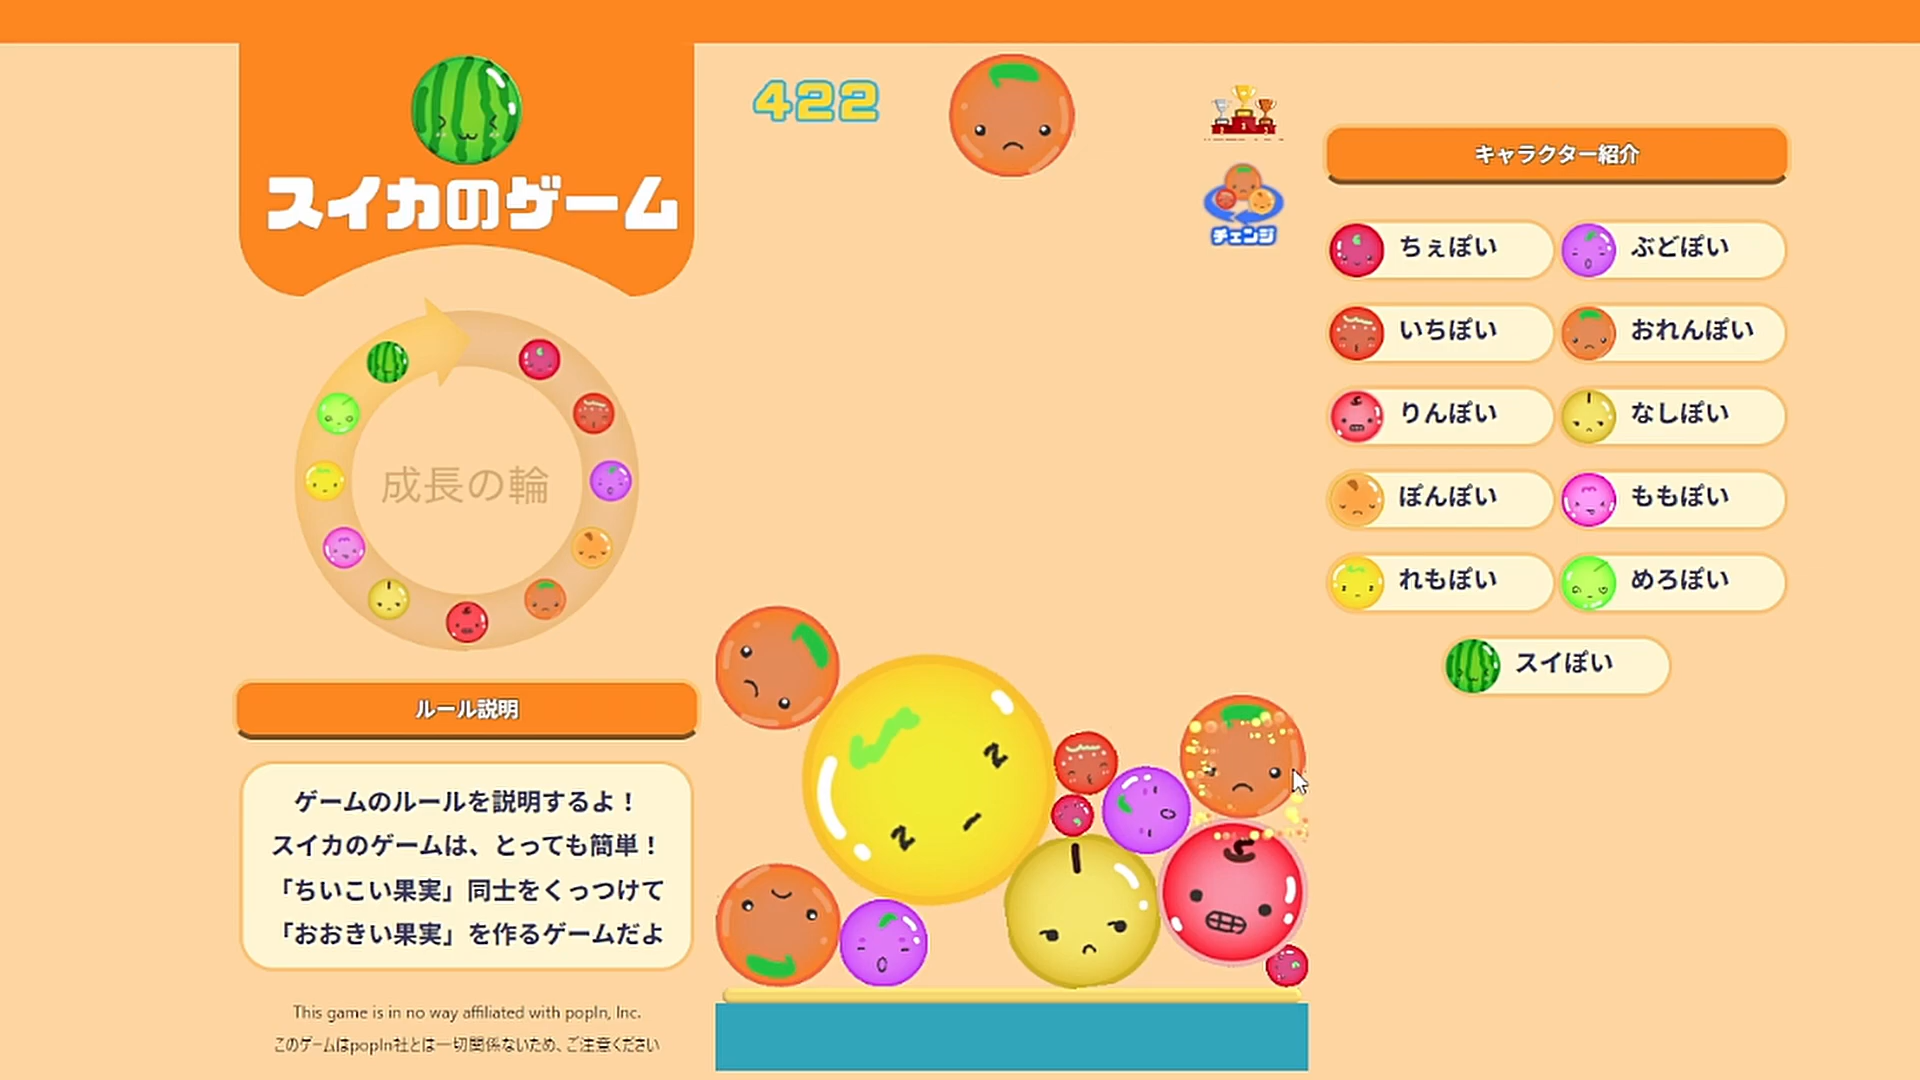 スイカのゲーム
422
チェンジ
成長の輪
ルール説明
ゲームのルールを説明するよ！
スイカのゲームは、とっても簡単！
「ちいこい果実」同士をくっつけて
「おおきい果実」を作るゲームだよ
This game is in no way affiliated with popIn, Inc.
このゲームはpopIn社とは一切関係ないため、ご注意ください
キャラクター紹介
ちぇぽい
ぶどぽい
いちぽい
おれんぽい
りんぽい
なしぽい
ぽんぽい
ももぽい
れもぽい
めろぽい
スイぽい